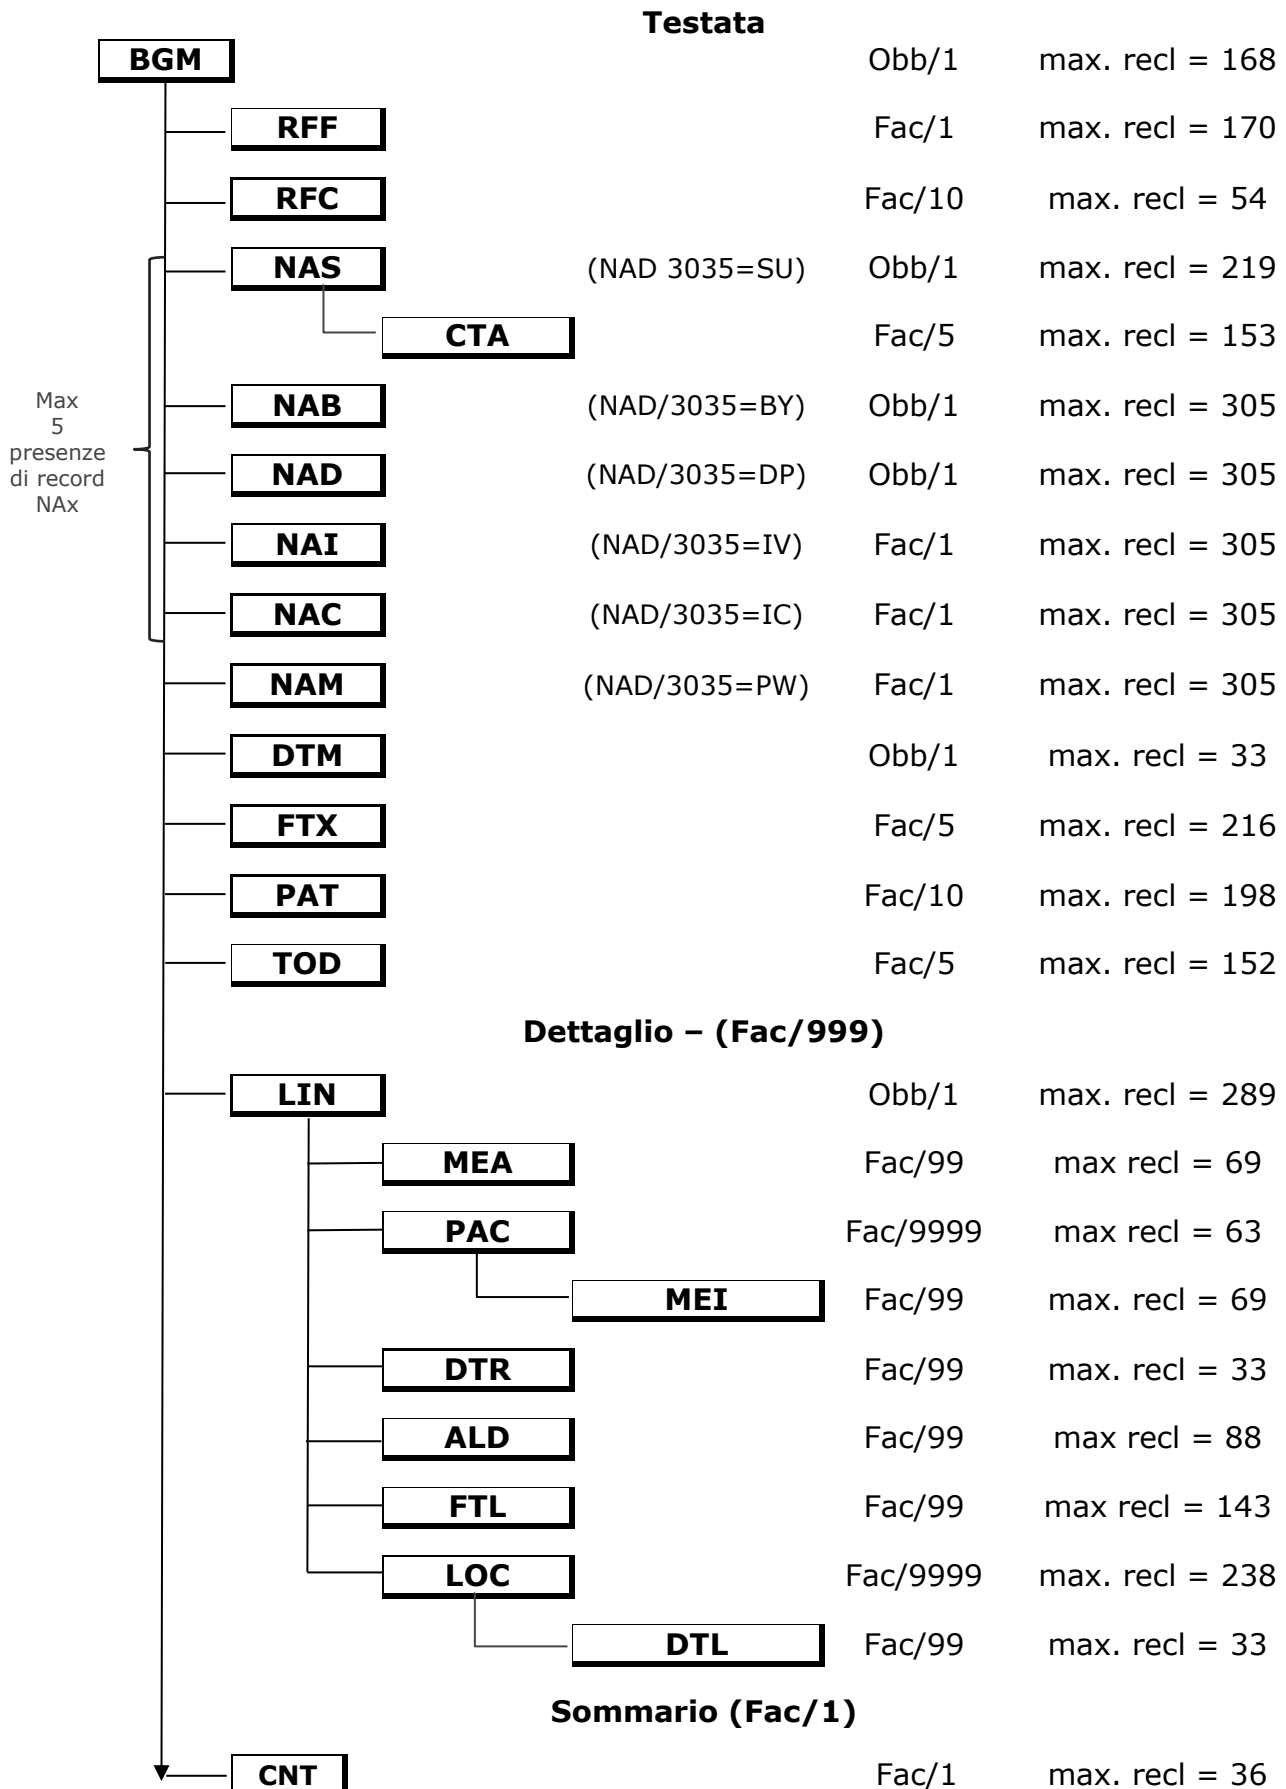 Testata
BGM Obb/1 max. recl = 168
RFF Fac/1 max. recl = 170
RFC Fac/10 max. recl = 54
NAS (NAD 3035=SU) Obb/1 max. recl = 219
CTA Fac/5 max. recl = 153
Max
5
presenze
di record
NAx
NAB (NAD/3035=BY) Obb/1 max. recl = 305
NAD (NAD/3035=DP) Obb/1 max. recl = 305
NAI (NAD/3035=IV) Fac/1 max. recl = 305
NAC (NAD/3035=IC) Fac/1 max. recl = 305
NAM (NAD/3035=PW) Fac/1 max. recl = 305
DTM Obb/1 max. recl = 33
FTX Fac/5 max. recl = 216
PAT Fac/10 max. recl = 198
TOD Fac/5 max. recl = 152
Dettaglio – (Fac/999)
LIN Obb/1 max. recl = 289
MEA Fac/99 max recl = 69
PAC Fac/9999 max recl = 63
MEI Fac/99 max. recl = 69
DTR Fac/99 max. recl = 33
ALD Fac/99 max recl = 88
FTL Fac/99 max recl = 143
LOC Fac/9999 max. recl = 238
DTL Fac/99 max. recl = 33
Sommario (Fac/1)
CNT Fac/1 max. recl = 36